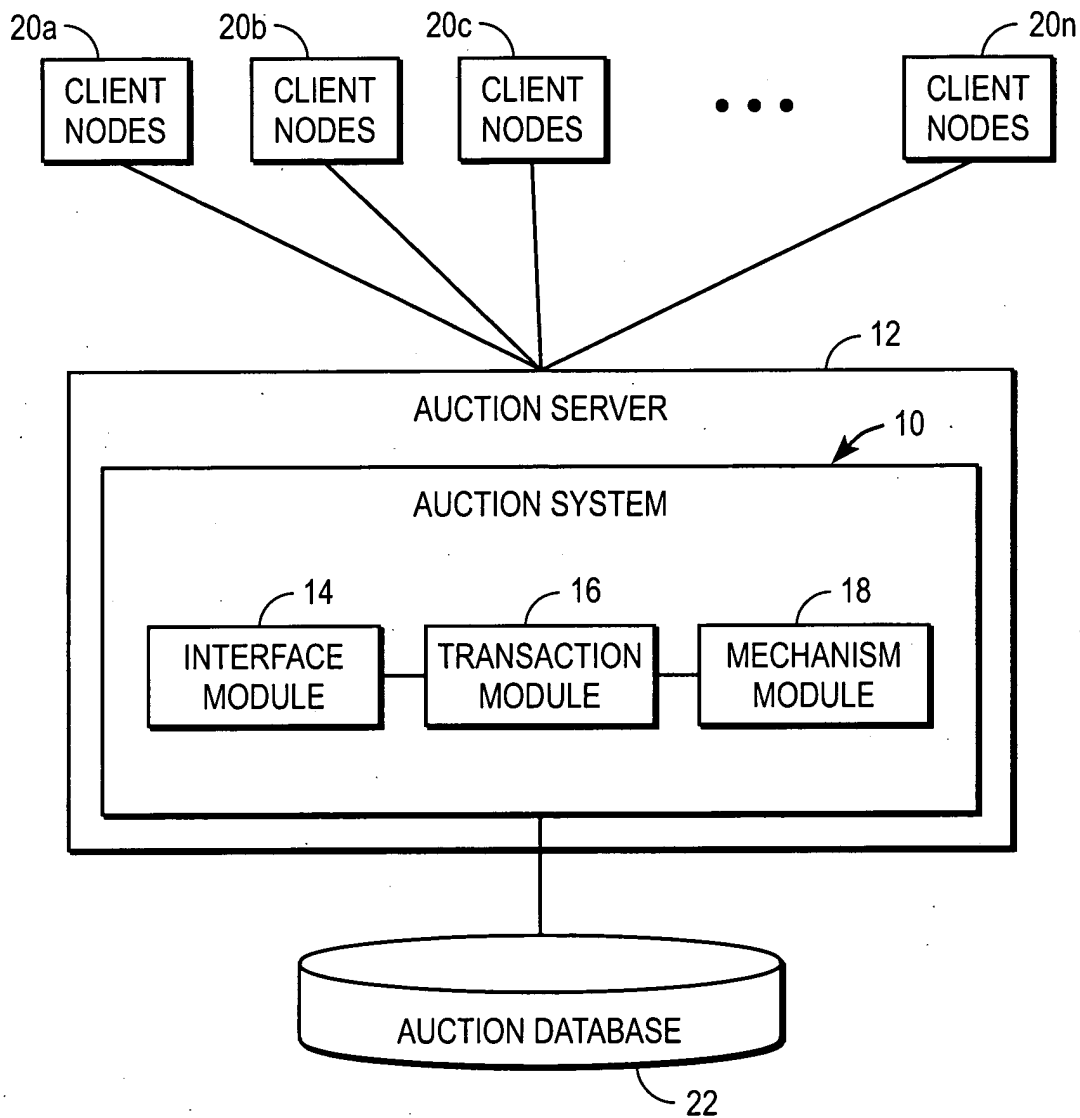 20a
20b
20c
20n
CLIENT
NODES
CLIENT
NODES
CLIENT
NODES
• • •
CLIENT
NODES
12
AUCTION SERVER
10
AUCTION SYSTEM
14
16
18
INTERFACE
MODULE
TRANSACTION
MODULE
MECHANISM
MODULE
AUCTION DATABASE
22